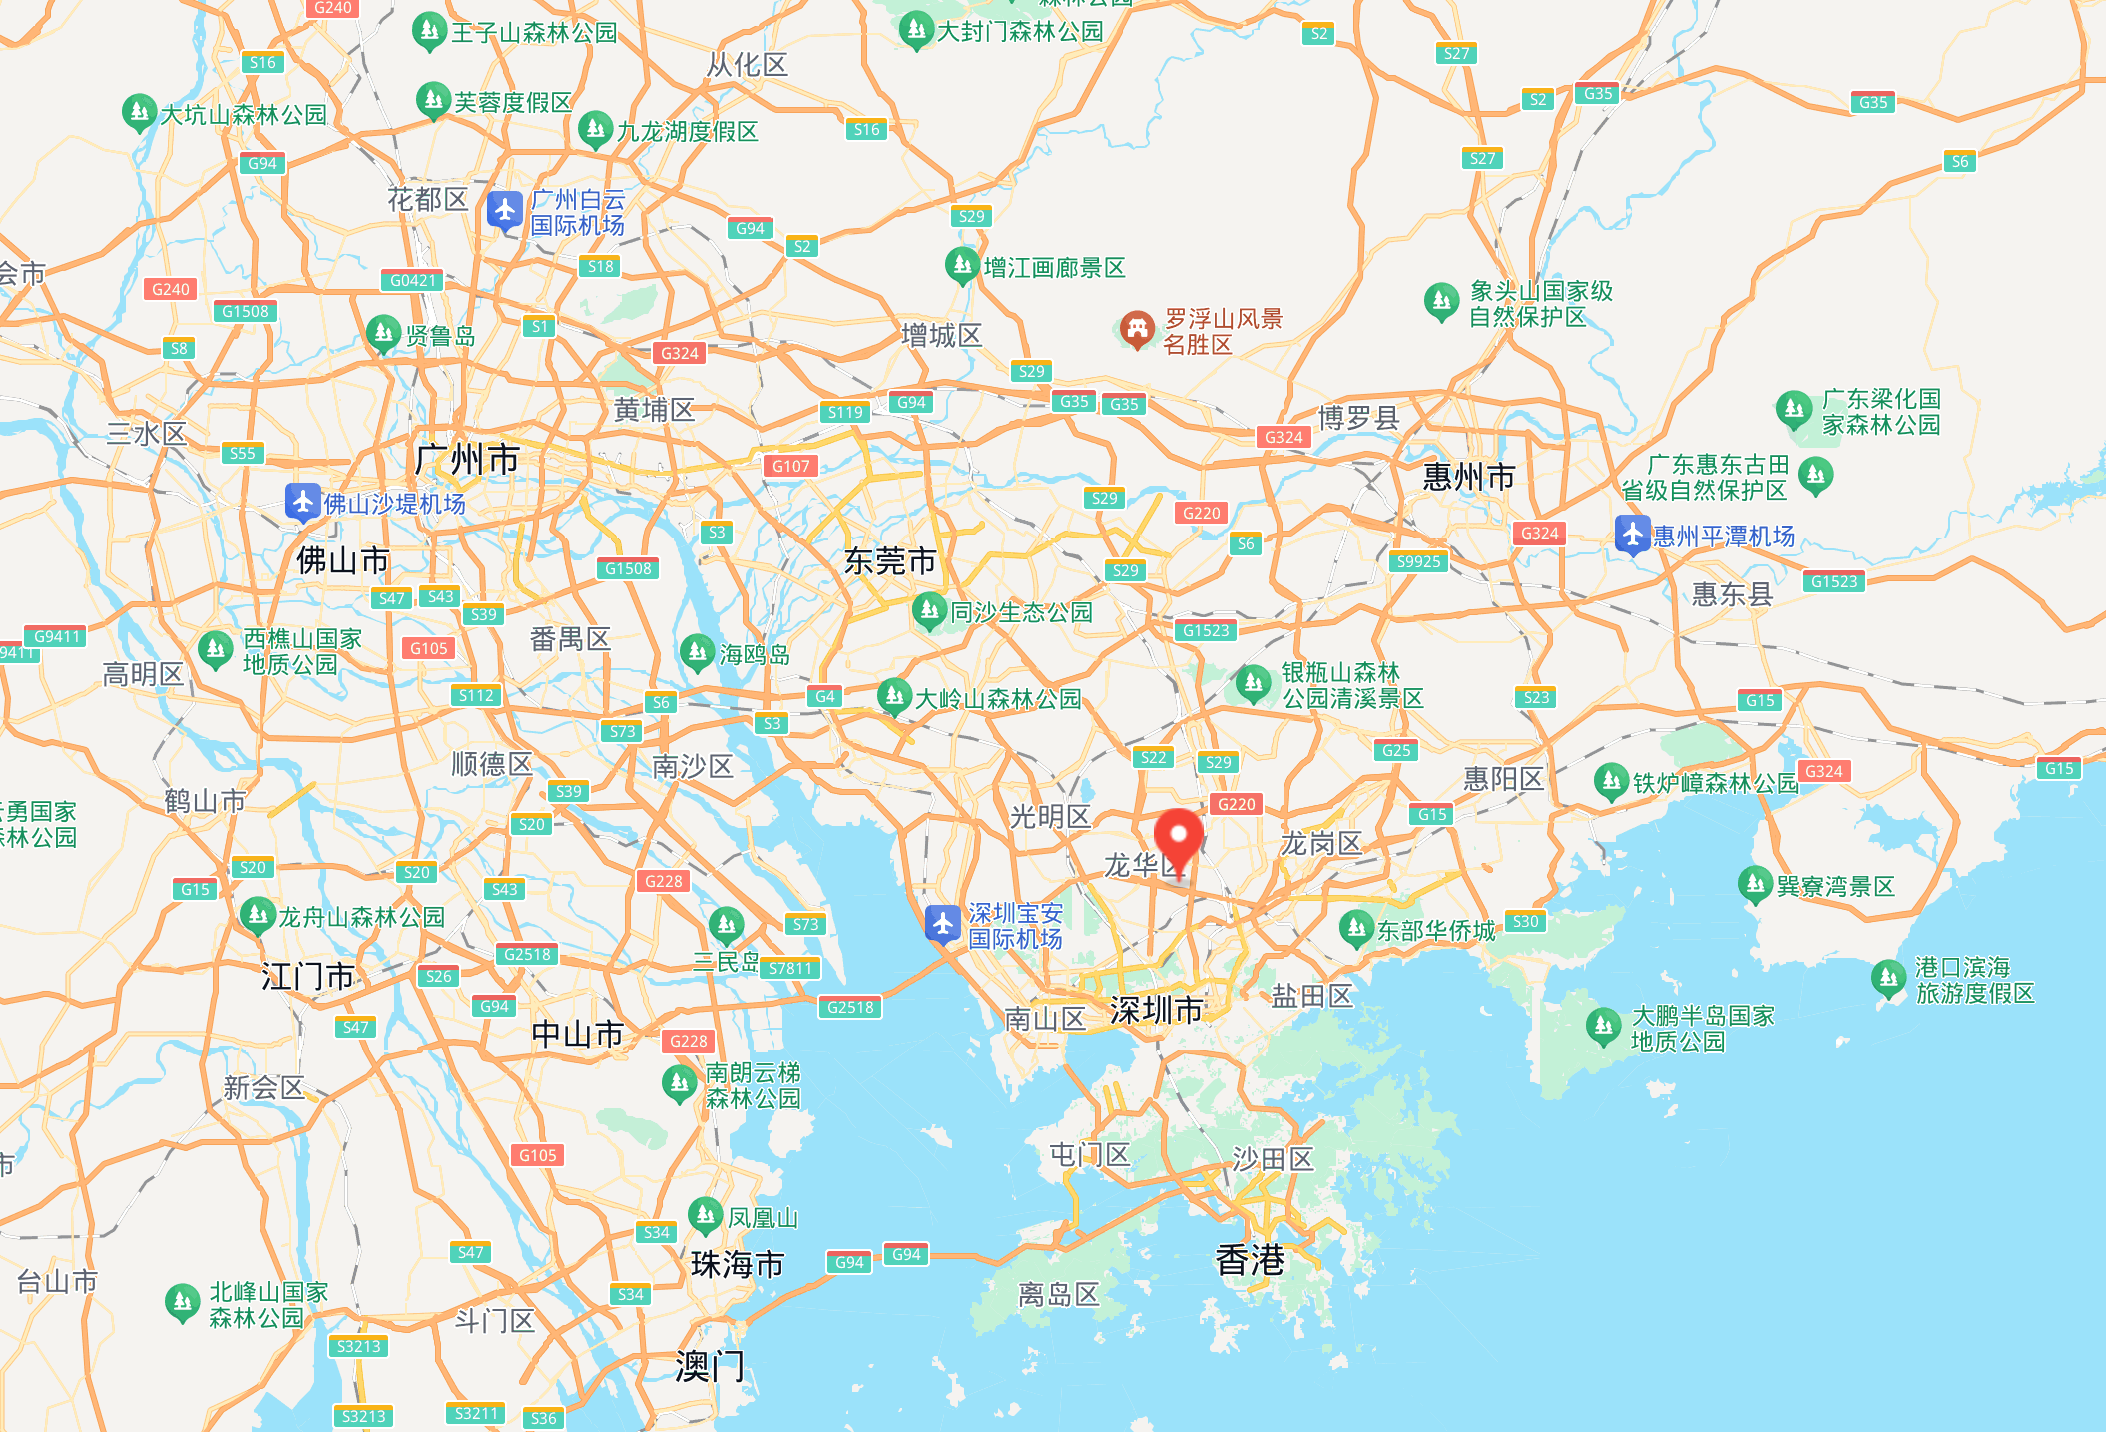 G240
王子山森林公园
大封门森林公园
S2
S27
S16
从化区
大坑山森林公园
芙蓉度假区
九龙湖度假区
S16
S2
G35
G35
G94
S27
S6
花都区
广州白云
国际机场
G94
S2
S29
会市
G240
G0421
S18
增江画廊景区
象头山国家级
自然保护区
G1508
S1
贤鲁岛
S8
G324
增城区
罗浮山风景
名胜区
S29
黄埔区
S119
G94
G35
G35
博罗县
广东梁化国
家森林公园
三水区
S55
广州市
G107
G324
惠州市
广东惠东古田
省级自然保护区
佛山沙堤机场
S29
G220
S3
S6
G324
惠州平潭机场
佛山市
G1508
东莞市
S29
S9925
惠东县
G1523
S47
S43
S39
同沙生态公园
G9411
9411
西樵山国家
地质公园
G105
番禺区
海鸥岛
G1523
高明区
S112
S6
G4
大岭山森林公园
银瓶山森林
公园清溪景区
S23
G15
S73
S3
顺德区
南沙区
S22
S29
G25
惠阳区
铁炉嶂森林公园
G324
G15
鹤山市
S39
S20
光明区
G220
G15
勇国家
林公园
龙岗区
龙华区
S20
S20
G15
S43
G228
巽寮湾景区
龙舟山森林公园
S73
深圳宝安
国际机场
东部华侨城
S30
三民岛
S7811
G2518
S26
江门市
G94
G2518
港口滨海
旅游度假区
S47
中山市
G228
南山区
深圳市
盐田区
大鹏半岛国家
地质公园
新会区
南朗云梯
森林公园
G105
屯门区
沙田区
市
凤凰山
S34
S47
珠海市
G94
G94
香港
台山市
北峰山国家
森林公园
S34
离岛区
斗门区
S3213
澳门
S3213
S3211
S36